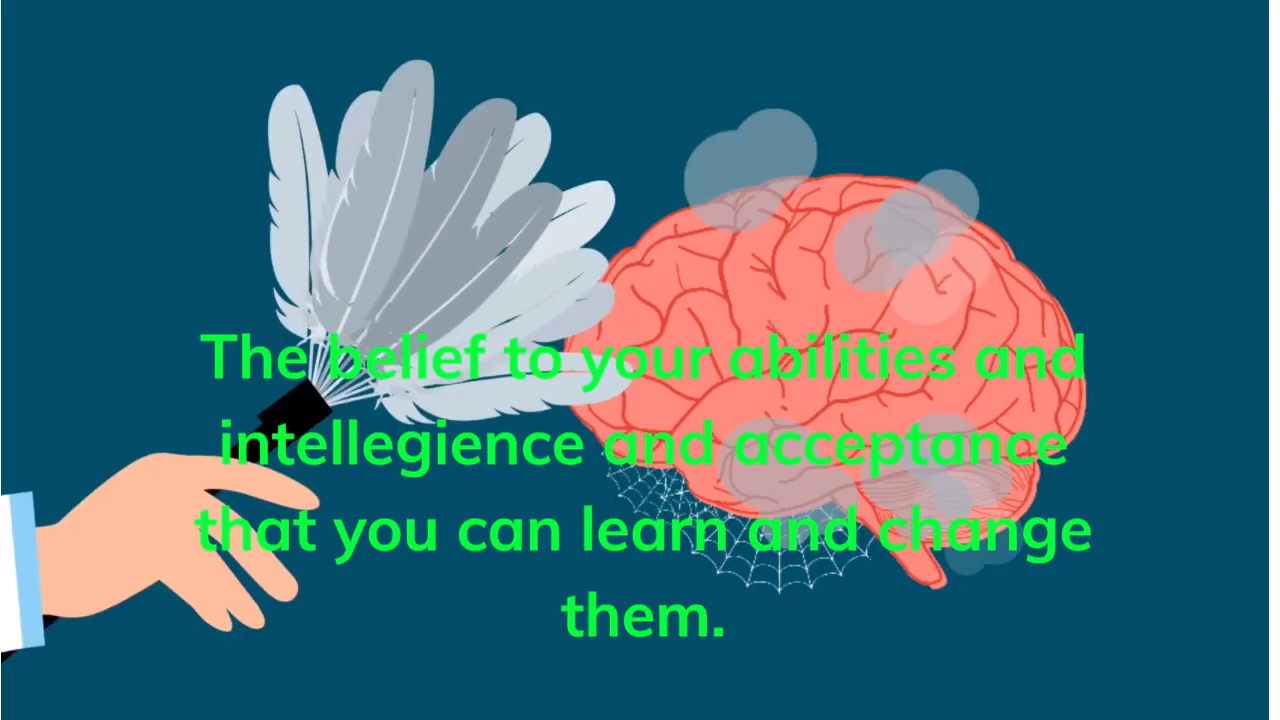 The belief to your abilities and
intellegience and acceptance
that you can learn and change
them.